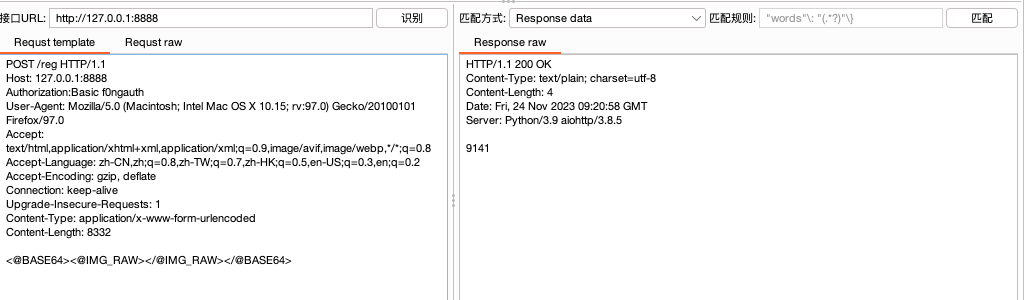 接口URL: http://127.0.0.1:8888 识别 匹配方式: Response data 匹配规则: "words"\: "(.*?)"\} 匹配
Requst template Requst raw
Response raw
POST /reg HTTP/1.1
Host: 127.0.0.1:8888
Authorization:Basic f0ngauth
User-Agent: Mozilla/5.0 (Macintosh; Intel Mac OS X 10.15; rv:97.0) Gecko/20100101
Firefox/97.0
Accept:
text/html,application/xhtml+xml,application/xml;q=0.9,image/avif,image/webp,*/*;q=0.8
Accept-Language: zh-CN,zh;q=0.8,zh-TW;q=0.7,zh-HK;q=0.5,en-US;q=0.3,en;q=0.2
Accept-Encoding: gzip, deflate
Connection: keep-alive
Upgrade-Insecure-Requests: 1
Content-Type: application/x-www-form-urlencoded
Content-Length: 8332
<@BASE64><@IMG_RAW></@IMG_RAW></@BASE64>
HTTP/1.1 200 OK
Content-Type: text/plain; charset=utf-8
Content-Length: 4
Date: Fri, 24 Nov 2023 09:20:58 GMT
Server: Python/3.9 aiohttp/3.8.5
9141